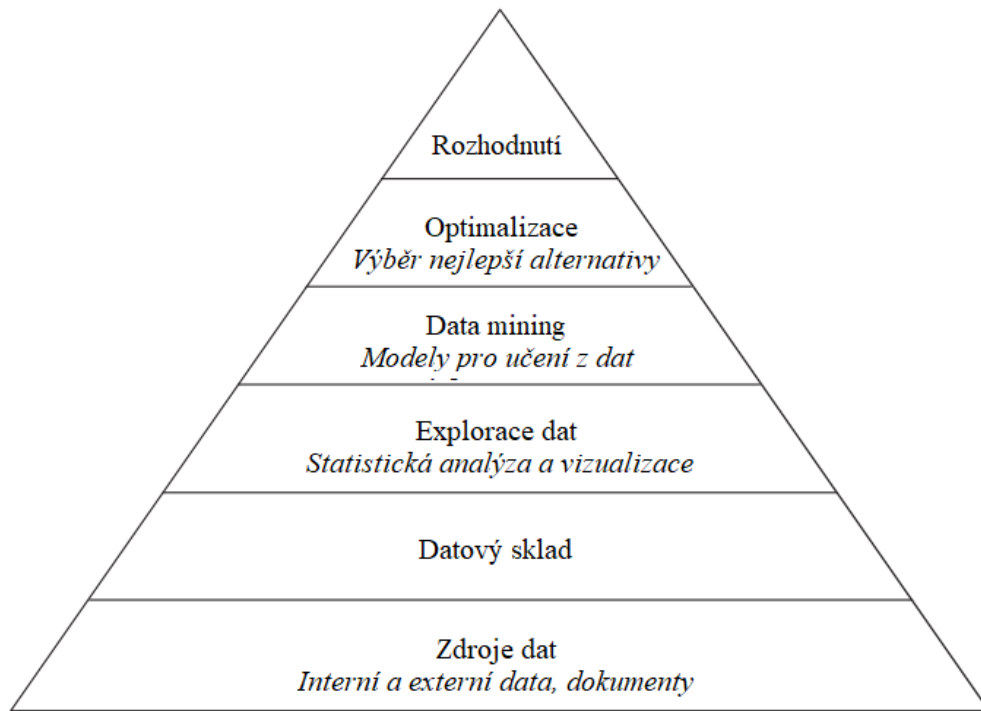 Rozhodnutí
Optimalizace
Výběr nejlepší alternativy
Data mining
Modely pro učení z dat
Explorace dat
Statistická analýza a vizualizace
Datový sklad
Zdroje dat
Interní a externí data, dokumenty